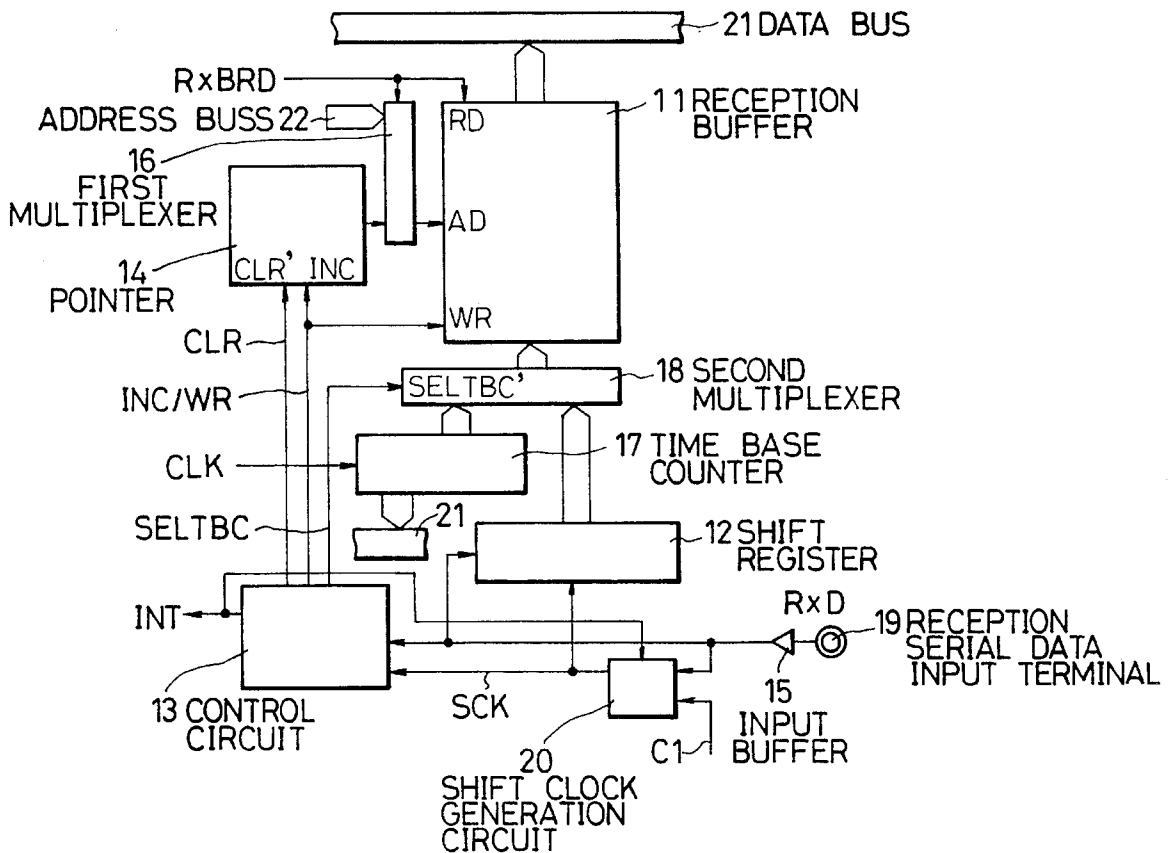 21 DATA BUS
RxBRD
ADDRESS BUSS 22
RD
11 RECEPTION
BUFFER
16
FIRST
MULTIPLEXER
AD
CLR' INC
14
POINTER
WR
CLR
INC/WR
SELTBC'
18 SECOND
MULTIPLEXER
CLK
17 TIME BASE
COUNTER
SELTBC
21
12 SHIFT
REGISTER
INT
RxD
19 RECEPTION
SERIAL DATA
INPUT TERMINAL
13 CONTROL
CIRCUIT
SCK
15
INPUT
BUFFER
C1
20
SHIFT CLOCK
GENERATION
CIRCUIT